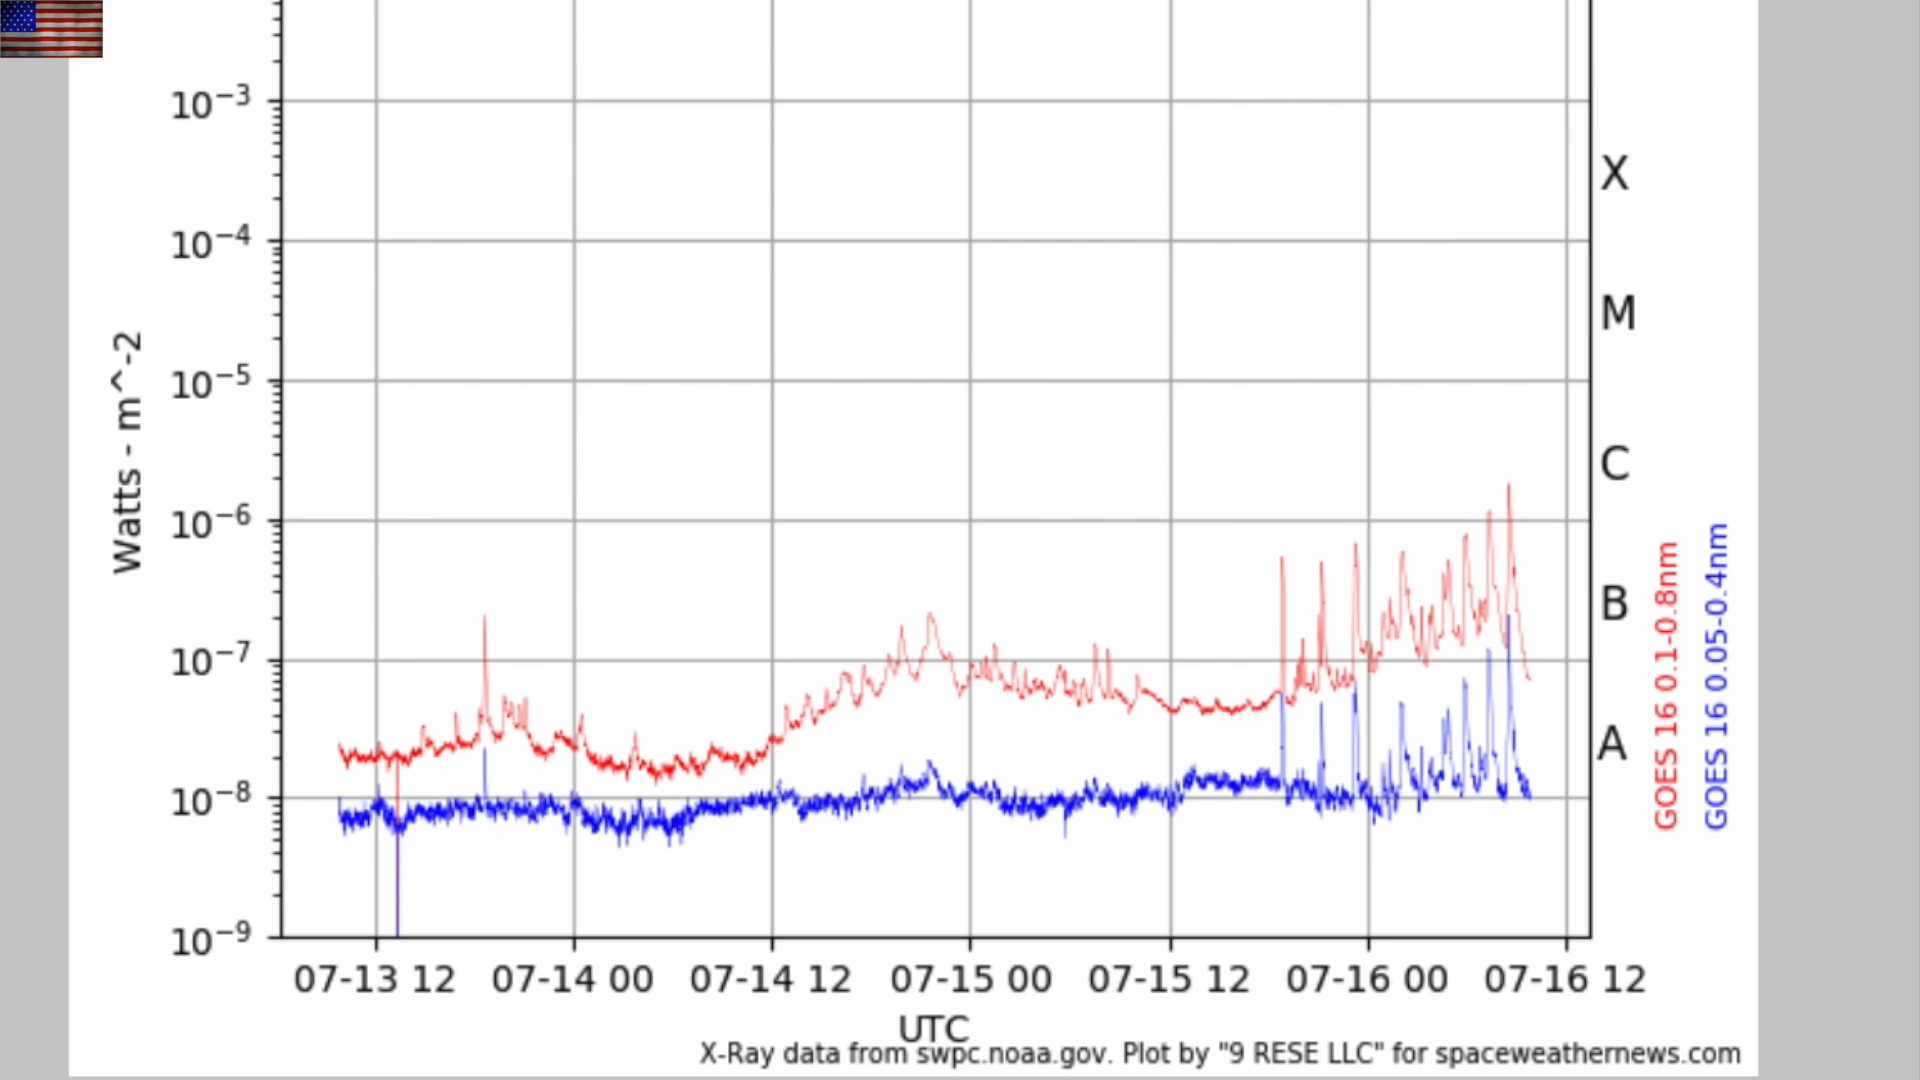 10−3
10−4
10−5
10−6
10−7
10−8
10−9
Watts - m^-2
X
M
C
B
A
GOES 16 0.1-0.8nm
GOES 16 0.05-0.4nm
07-13 12 07-14 00 07-14 12 07-15 00 07-15 12 07-16 00 07-16 12
UTC
X-Ray data from swpc.noaa.gov. Plot by "9 RESE LLC" for spaceweathernews.com